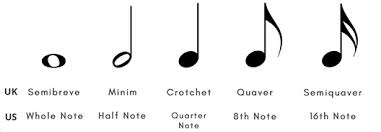 UK Semibreve Minim Crotchet Quaver Semiquaver
US Whole Note Half Note Quarter Note 8th Note 16th Note